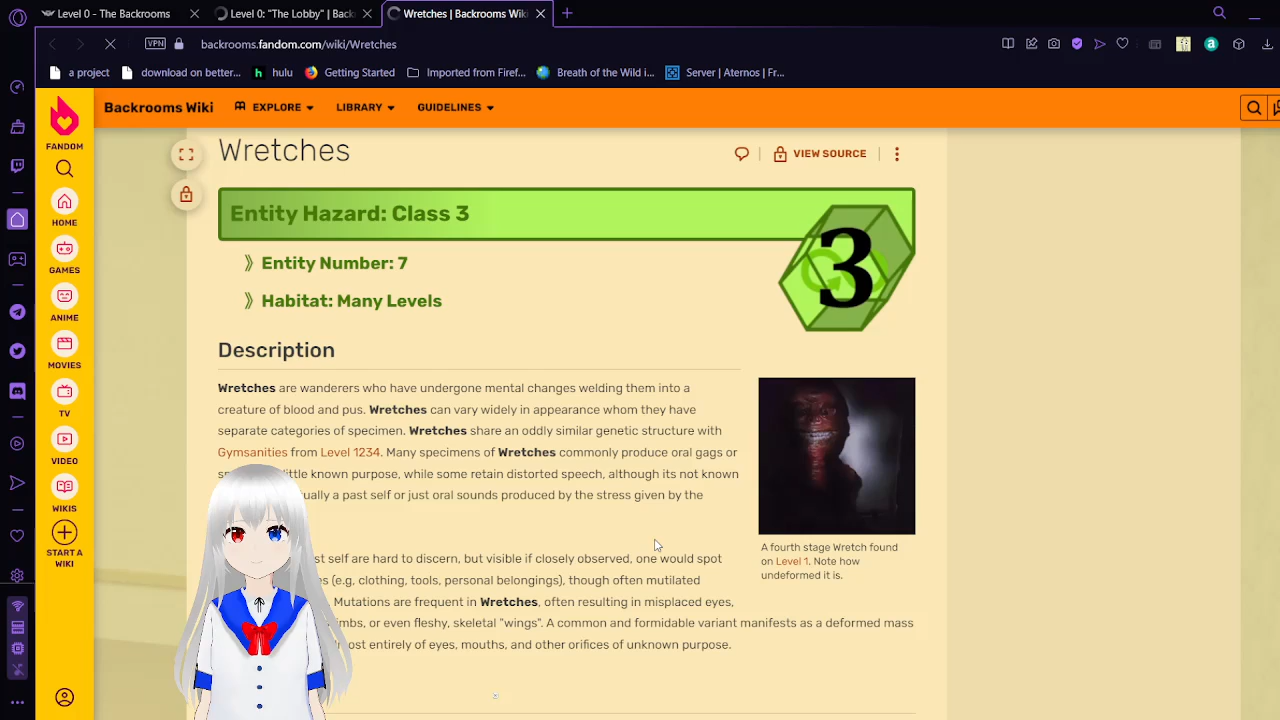 Level 0 - The Lobby | Backrooms
Level 0: "The Lobby" | Bac
Wretches | Backrooms Wi
VPN
backrooms.fandom.com/wiki/Wretches
a project
download on better...
hulu
Getting Started
Imported from Firef...
Breath of the Wild i...
Server | Aternos | Fr...
Backrooms Wiki
EXPLORE
LIBRARY
GUIDELINES
FANDOM
HOME
GAMES
ANIME
MOVIES
TV
VIDEO
WIKIS
START A
WIKI
Wretches
VIEW SOURCE
Entity Hazard: Class 3
3
Entity Number: 7
Habitat: Many Levels
Description
Wretches are wanderers who have undergone mental changes welding them into a
creature of blood and pus. Wretches can vary widely in appearance whom they have
separate categories of specimen. Wretches share an oddly similar genetic structure with
Gymsanities from Level 1234. Many specimens of Wretches commonly produce oral gags or
little known purpose, while some retain distorted speech, although its not known
ually a past self or just oral sounds produced by the stress given by the
st self are hard to discern, but visible if closely observed, one would spot
es (e.g, clothing, tools, personal belongings), though often mutilated
Mutations are frequent in Wretches, often resulting in misplaced eyes,
imbs, or even fleshy, skeletal "wings". A common and formidable variant manifests as a deformed mass
ost entirely of eyes, mouths, and other orifices of unknown purpose.
A fourth stage Wretch found
on Level 1. Note how
undeformed it is.